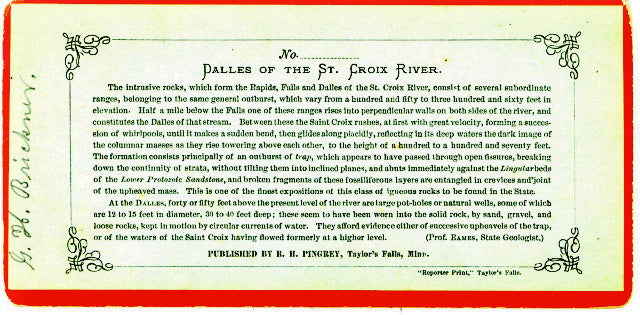 No.
DALLES OF THE ST. CROIX RIVER.
The intrusive rocks, which form the Rapids, Falls and Dalles of the St. Croix River, consist of several subordinate
ranges, belonging to the same general outburst, which vary from a hundred and fifty to three hundred and sixty feet in
elevation. Half a mile below the Falls one of these ranges rises into perpendicular walls on both sides of the river, and
constitutes the Dalles of that stream. Between these the Saint Croix rushes, at first with great velocity, forming a succes-
sion of whirlpools, until it makes a sudden bend, then glides along placidly, reflecting in its deep waters the dark image of
the columnar masses as they rise towering above each other, to the height of a hundred to a hundred and seventy feet.
The formation consists principally of an outburst of trap, which appears to have passed through open fissures, breaking
down the continuity of strata, without tilting them into inclined planes, and abuts immediately against the Lingular beds
of the Lower Protozoic Sandstone, and broken fragments of these fossiliferous layers are entangled in crevices and joint
of the upheaved mass. This is one of the finest expositions of this class of igneous rocks to be found in the State.
At the DALLES, forty or fifty feet above the present level of the river are large pot-holes or natural wells, some of which
are 12 to 15 feet in diameter, 30 to 40 feet deep; these seem to have been worn into the solid rock, by sand, gravel, and
loose rocks, kept in motion by circular currents of water. They afford evidence either of successive upheavels of the trap,
or of the waters of the Saint Croix having flowed formerly at a higher level. (Prof. EAMES, State Geologist.)
PUBLISHED BY R. H. PINGREY, Taylor's Falls, Minn.
"Reporter Print," Taylor's Falls.
G. H. Brickner.